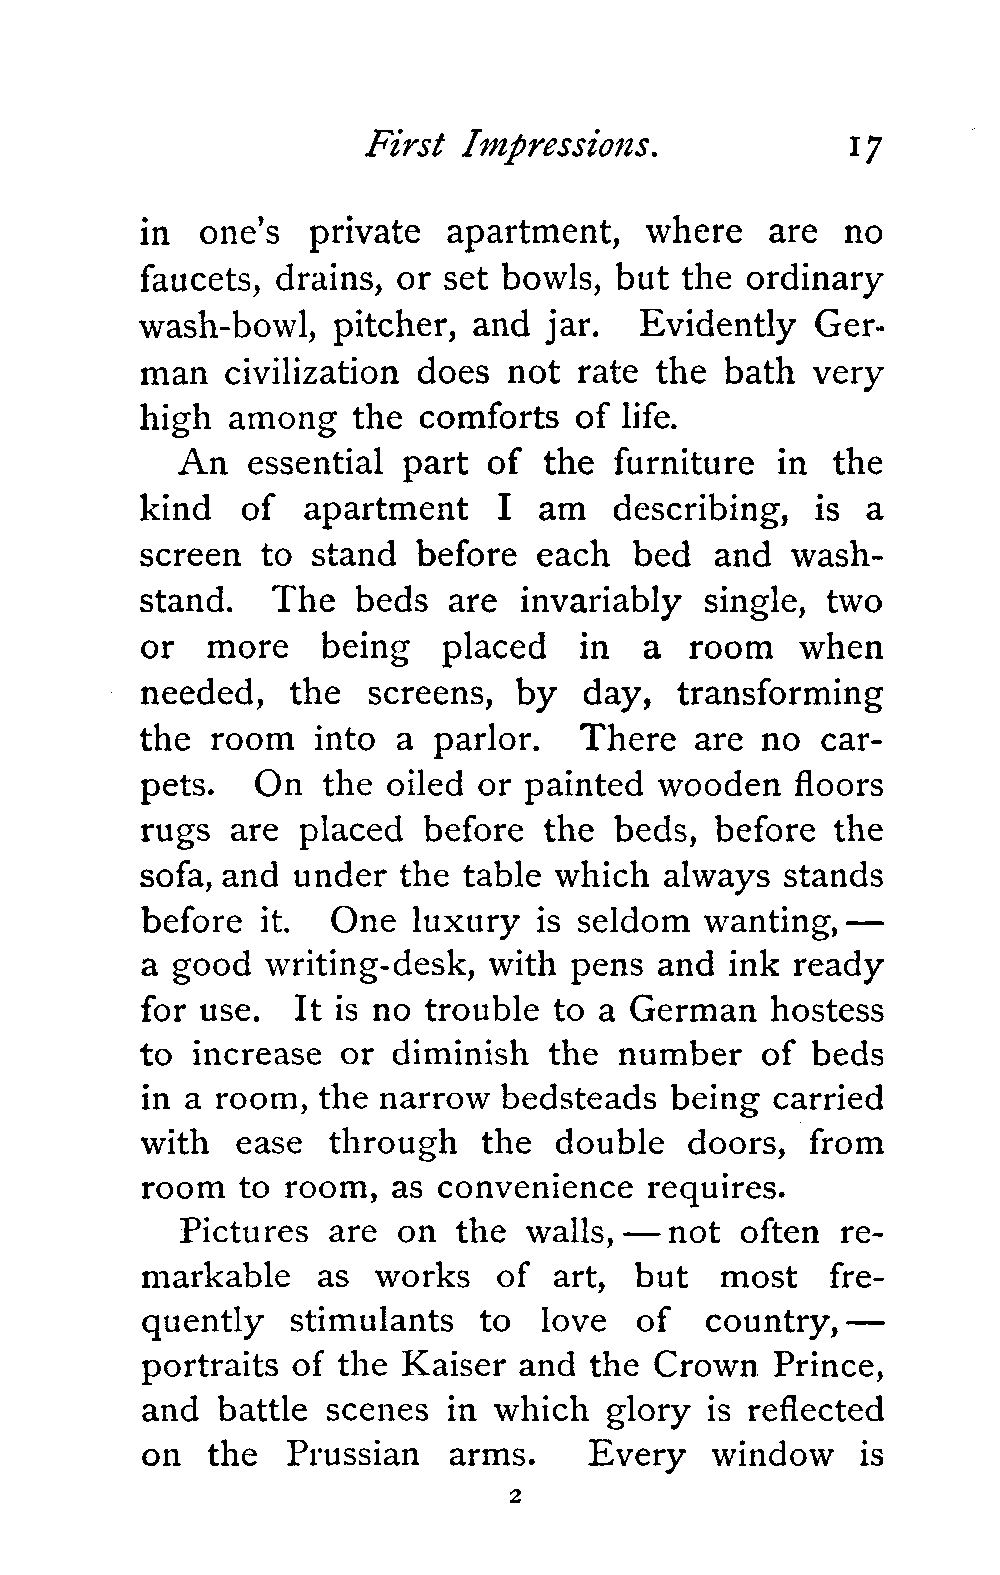 First Impressions. 17
in one's private apartment, where are no
faucets, drains, or set bowls, but the ordinary
wash-bowl, pitcher, and jar. Evidently Ger-
man civilization does not rate the bath very
high among the comforts of life.
An essential part of the furniture in the
kind of apartment I am describing, is a
screen to stand before each bed and wash-
stand. The beds are invariably single, two
or more being placed in a room when
needed, the screens, by day, transforming
the room into a parlor. There are no car-
pets. On the oiled or painted wooden floors
rugs are placed before the beds, before the
sofa, and under the table which always stands
before it. One luxury is seldom wanting, —
a good writing-desk, with pens and ink ready
for use. It is no trouble to a German hostess
to increase or diminish the number of beds
in a room, the narrow bedsteads being carried
with ease through the double doors, from
room to room, as convenience requires.
Pictures are on the walls, — not often re-
markable as works of art, but most fre-
quently stimulants to love of country, —
portraits of the Kaiser and the Crown Prince,
and battle scenes in which glory is reflected
on the Prussian arms. Every window is
2